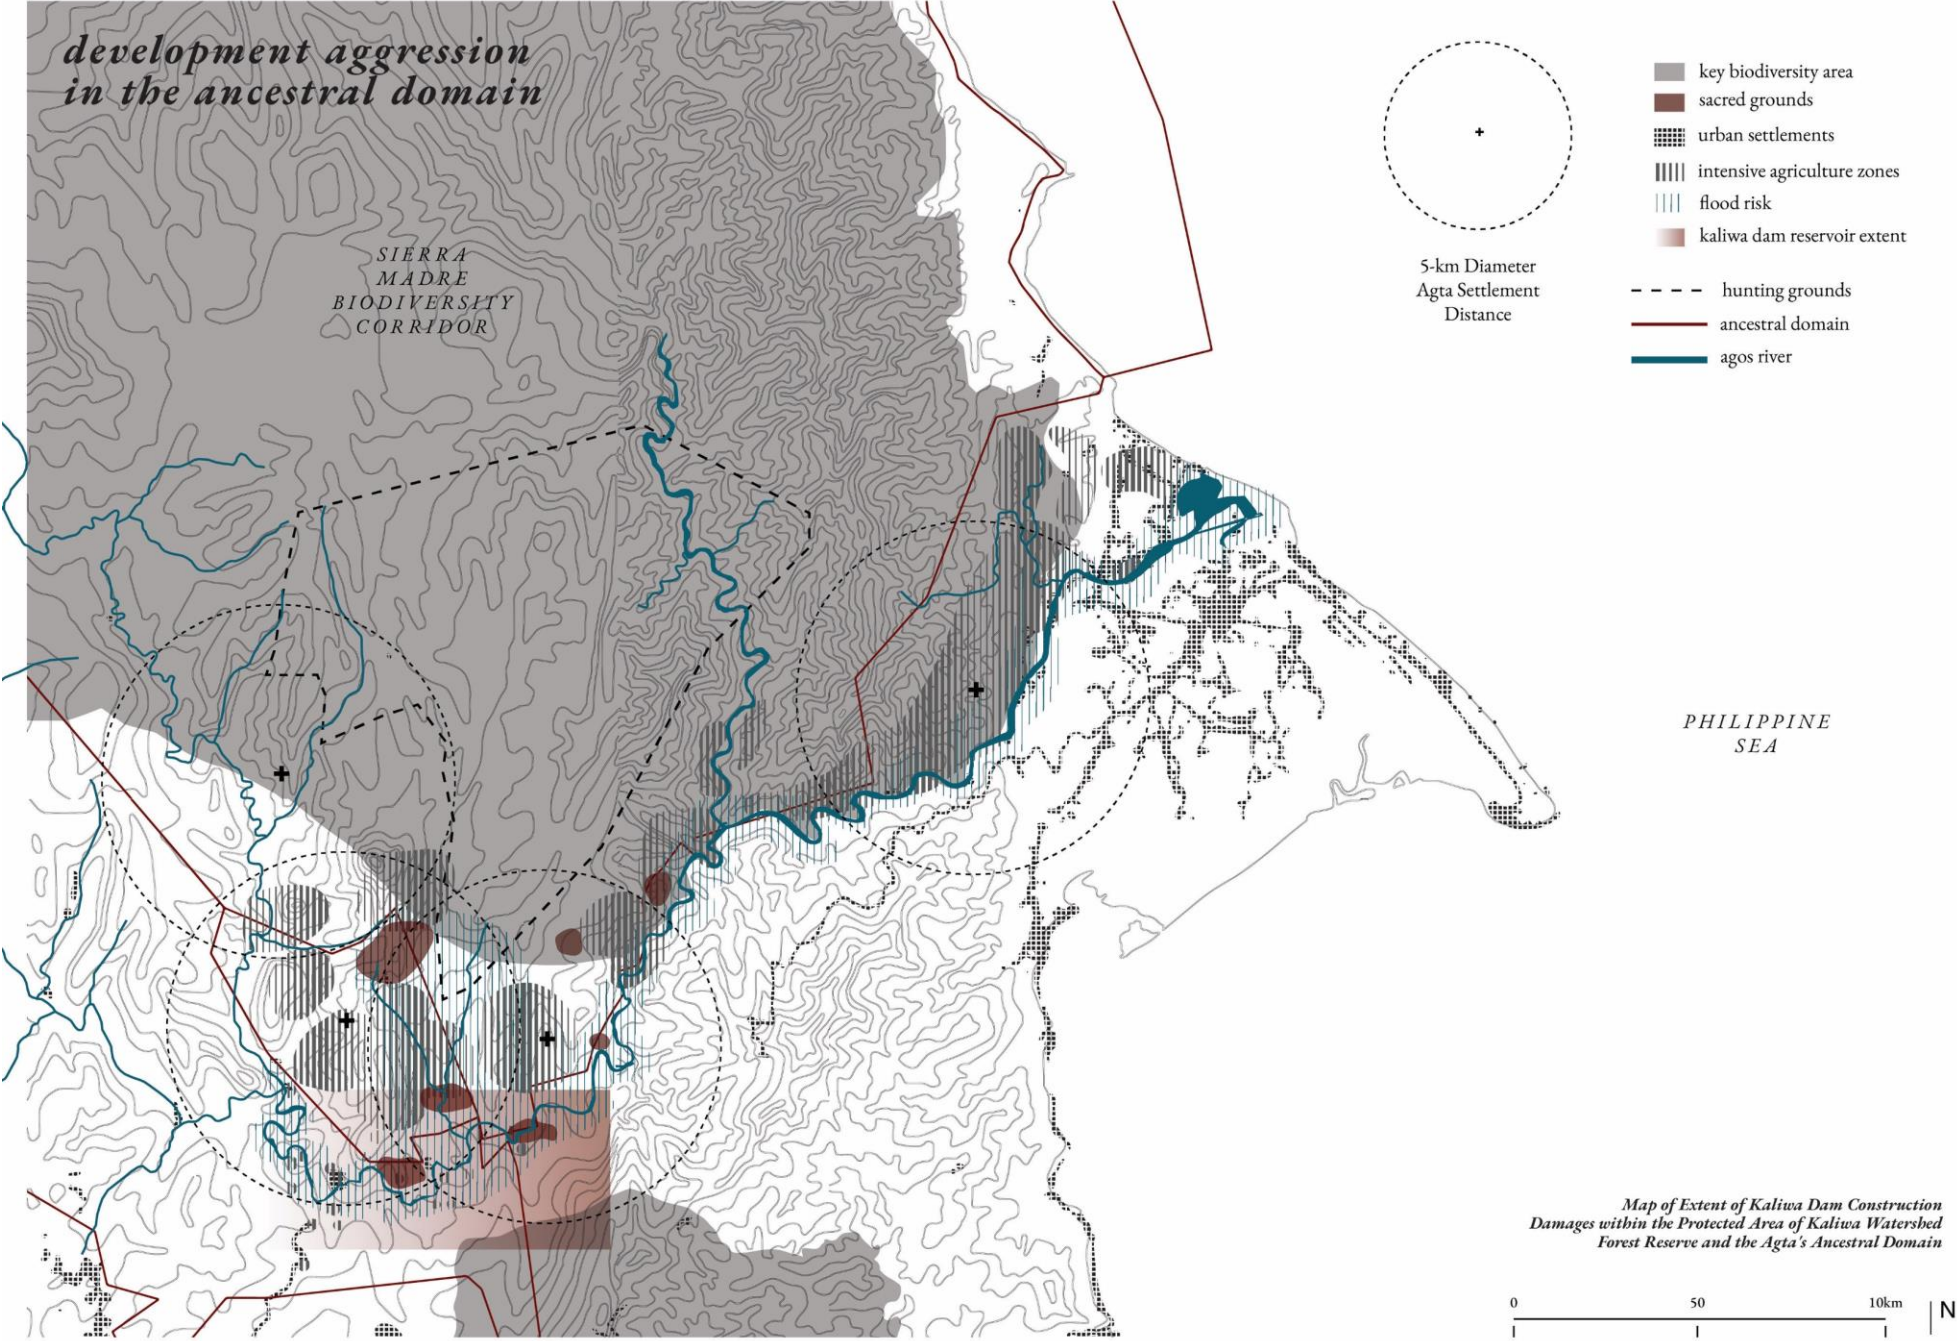 development aggression
in the ancestral domain
SIERRA
MADRE
BIODIVERSITY
CORRIDOR
5-km Diameter
Agta Settlement
Distance
key biodiversity area
sacred grounds
urban settlements
intensive agriculture zones
flood risk
kaliwa dam reservoir extent
hunting grounds
ancestral domain
agos river
PHILIPPINE
SEA
Map of Extent of Kaliwa Dam Construction
Damages within the Protected Area of Kaliwa Watershed
Forest Reserve and the Agta's Ancestral Domain
0 50 10km
N